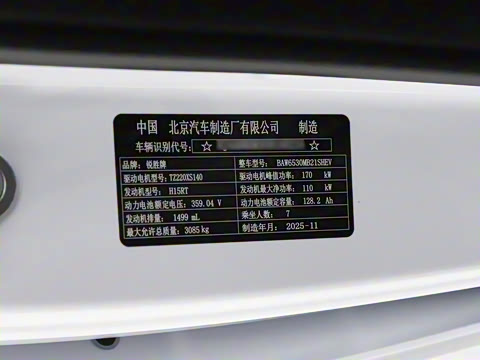 中国 北京汽车制造厂有限公司 制造
车辆识别代号: ☆ ☆
品牌: 锐胜牌 整车型号: BAW6530MB21SHEV
驱动电机型号: TZ220XS140 驱动电机峰值功率: 170 kW
发动机型号: H15RT 发动机最大净功率: 110 kW
动力电池额定电压: 359.04 V 动力电池额定容量: 128.2 Ah
发动机排量: 1499 mL 乘坐人数: 7
最大允许总质量: 3085 kg 制造年月: 2025-11